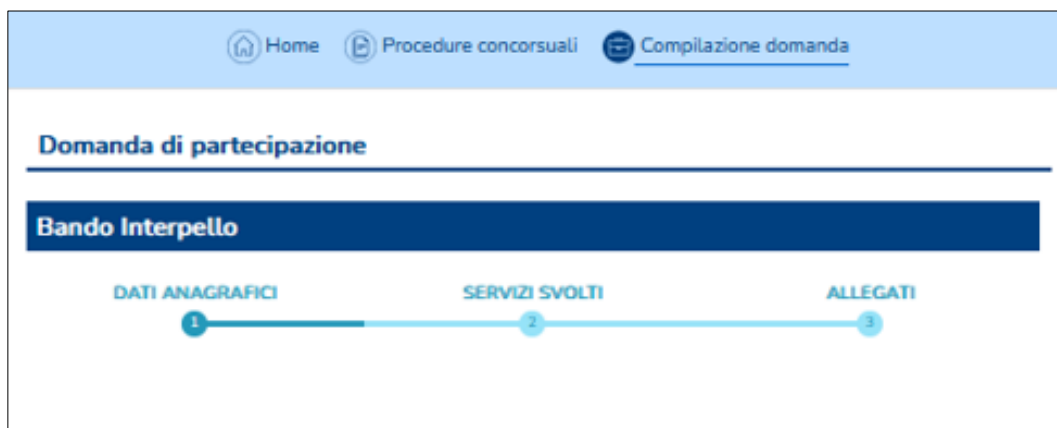 Home Procedure concorsuali Compilazione domanda
Domanda di partecipazione
Bando Interpello
DATI ANAGRAFICI SERVIZI SVOLTI ALLEGATI
1 2 3